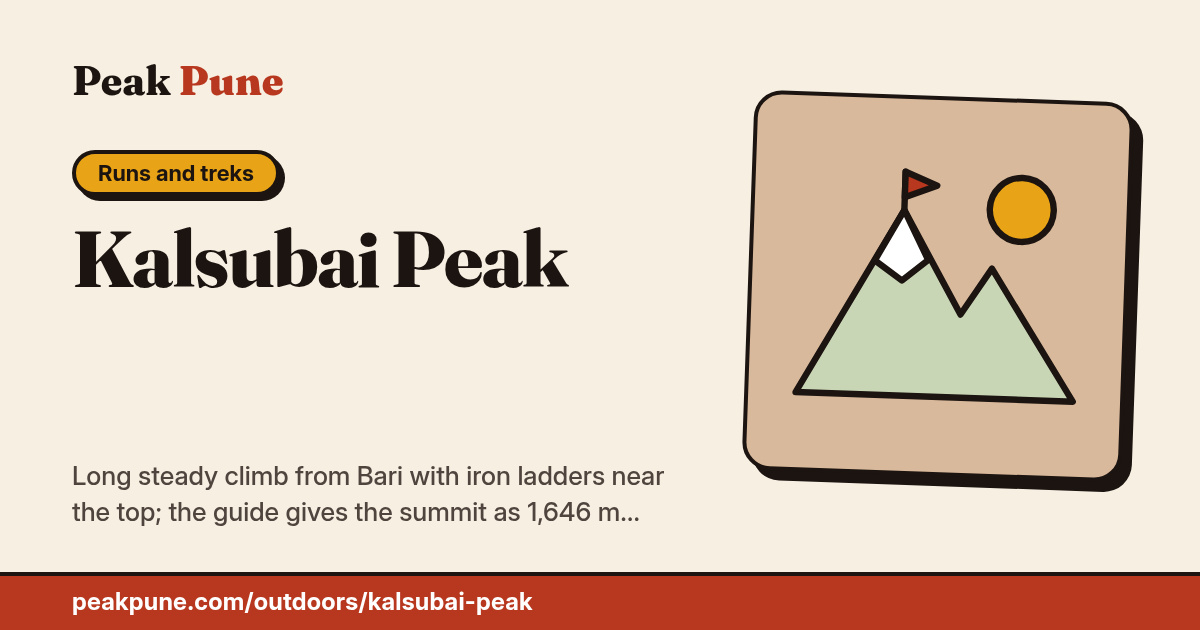 Peak Pune
Runs and treks
Kalsubai Peak
Long steady climb from Bari with iron ladders near
the top; the guide gives the summit as 1,646 m...
peakpune.com/outdoors/kalsubai-peak